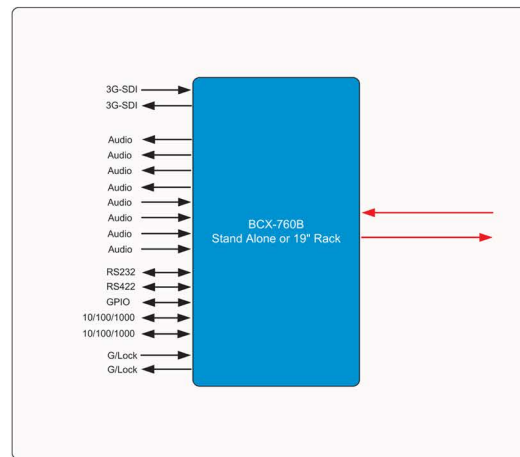 3G-SDI
3G-SDI
Audio
Audio
Audio
Audio
Audio
Audio
Audio
Audio
BCX-760B
Stand Alone or 19" Rack
RS232
RS422
GPIO
10/100/1000
10/100/1000
G/Lock
G/Lock